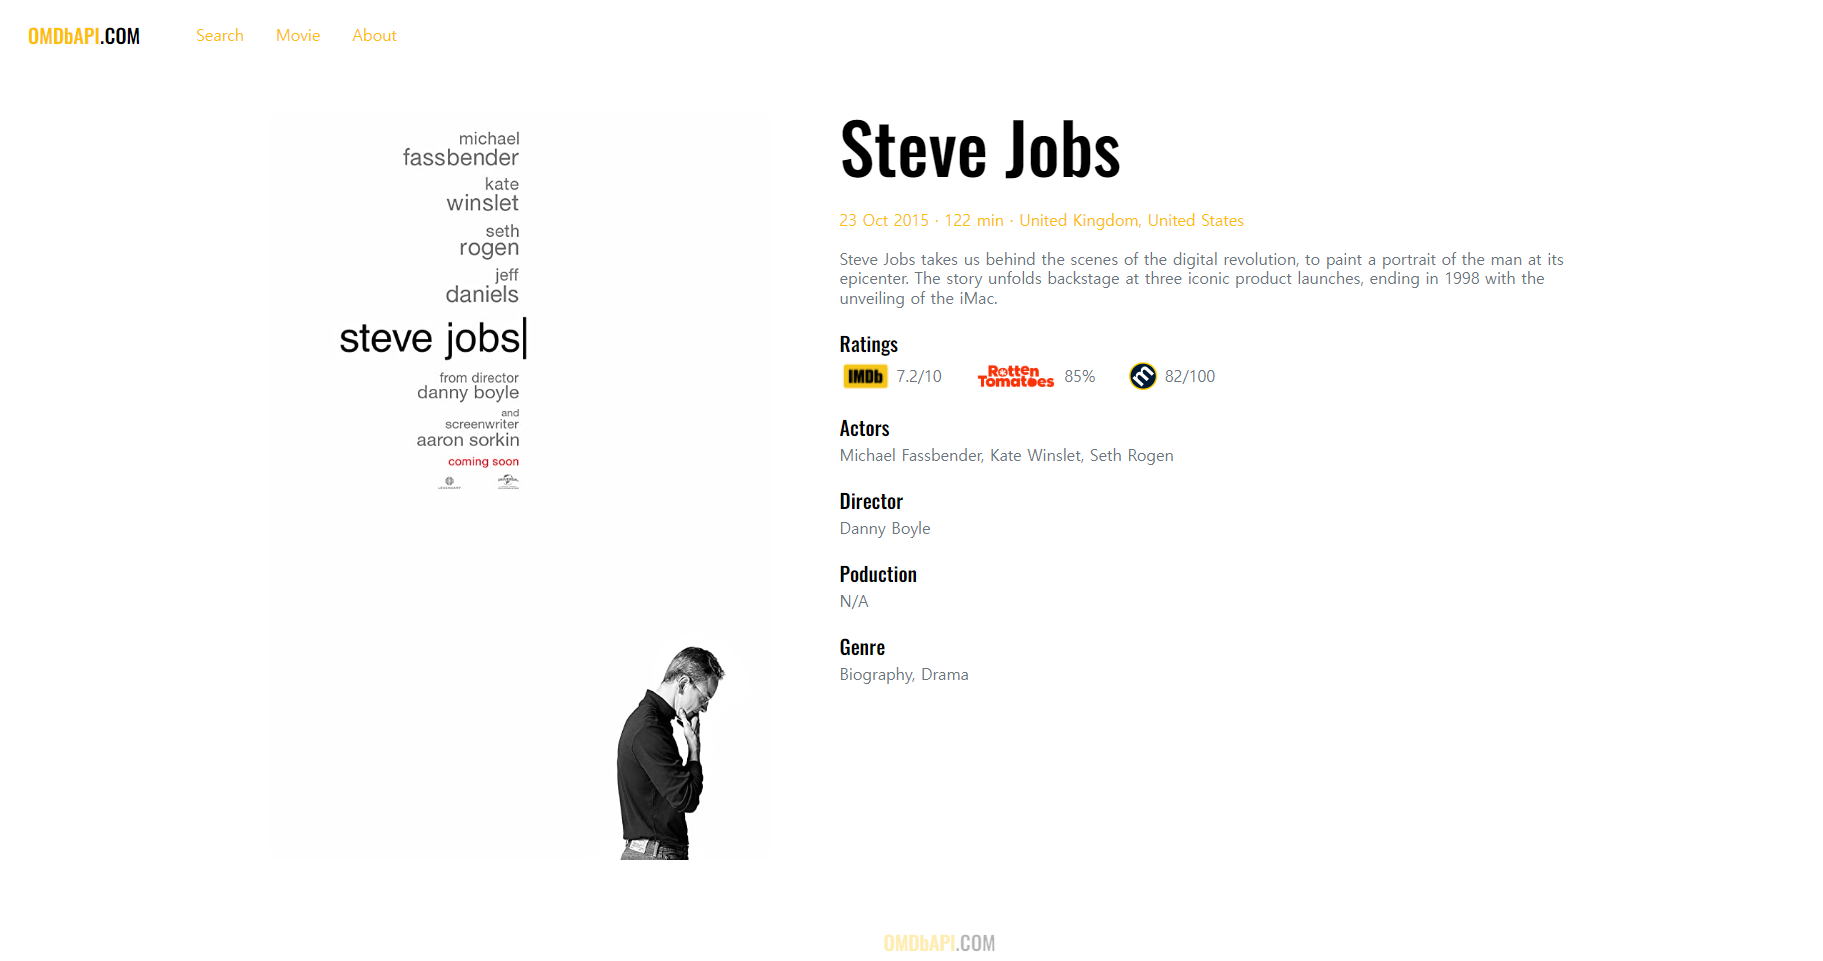 OMDbAPI.COM
Search
Movie
About
michael
fassbender
kate
winslet
seth
rogen
jeff
daniels
steve jobs|
from director
danny boyle
and
screenwriter
aaron sorkin
coming soon
Steve Jobs
23 Oct 2015 · 122 min · United Kingdom, United States
Steve Jobs takes us behind the scenes of the digital revolution, to paint a portrait of the man at its
epicenter. The story unfolds backstage at three iconic product launches, ending in 1998 with the
unveiling of the iMac.
Ratings
IMDb 7.2/10 Rotten Tomatoes 85% m 82/100
Actors
Michael Fassbender, Kate Winslet, Seth Rogen
Director
Danny Boyle
Poduction
N/A
Genre
Biography, Drama
OMDbAPI.COM